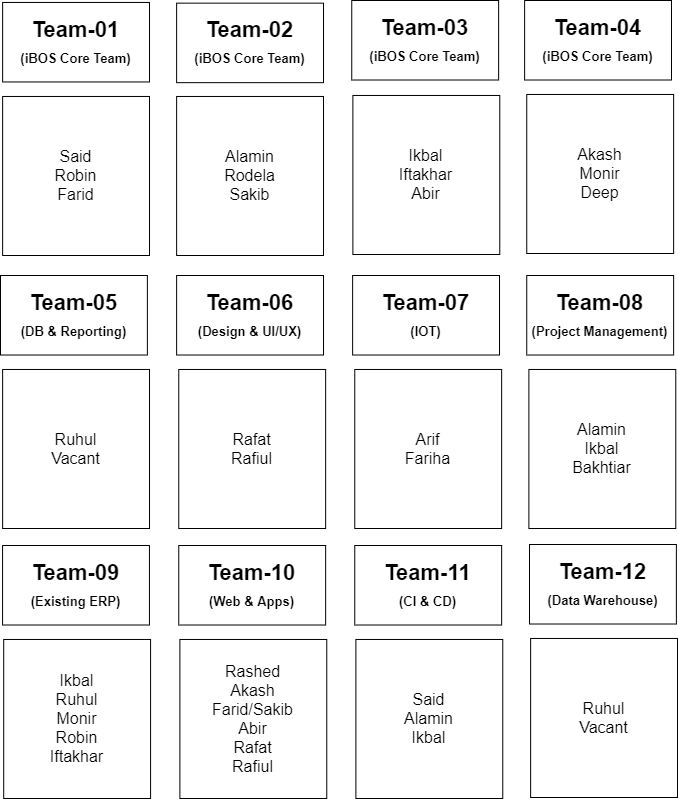 Team-01
(iBOS Core Team)
Team-02
(iBOS Core Team)
Team-03
(iBOS Core Team)
Team-04
(iBOS Core Team)
Said
Robin
Farid
Alamin
Rodela
Sakib
Ikbal
Iftakhar
Abir
Akash
Monir
Deep
Team-05
(DB & Reporting)
Team-06
(Design & UI/UX)
Team-07
(IOT)
Team-08
(Project Management)
Ruhul
Vacant
Rafat
Rafiul
Arif
Fariha
Alamin
Ikbal
Bakhtiar
Team-09
(Existing ERP)
Team-10
(Web & Apps)
Team-11
(CI & CD)
Team-12
(Data Warehouse)
Ikbal
Ruhul
Monir
Robin
Iftakhar
Rashed
Akash
Farid/Sakib
Abir
Rafat
Rafiul
Said
Alamin
Ikbal
Ruhul
Vacant